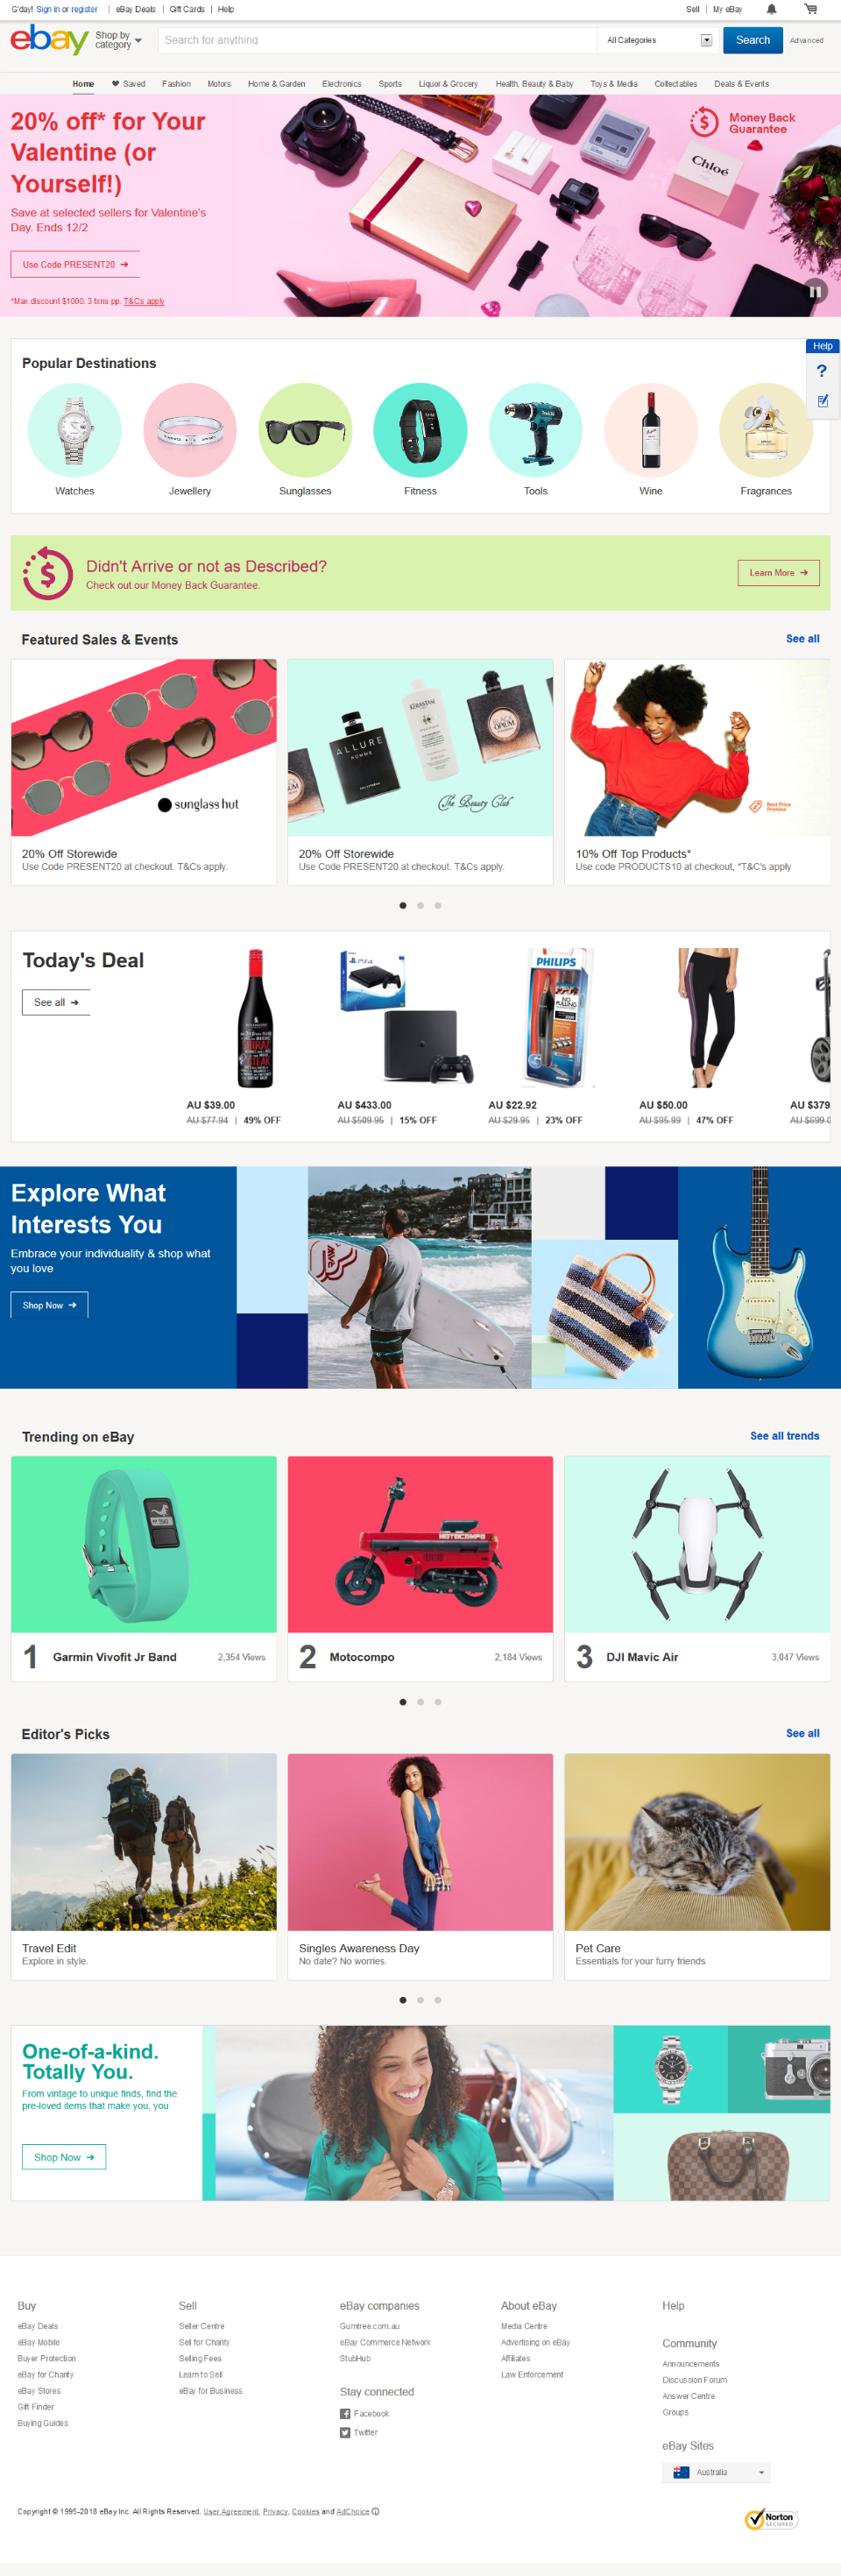 G'day! Sign in or register | eBay Deals | Gift Cards | Help
Sell | My eBay
ebay
Shop by
category
Search for anything
All Categories
Search
Advanced
Home
Saved
Fashion
Motors
Home & Garden
Electronics
Sports
Liquor & Grocery
Health, Beauty & Baby
Toys & Media
Collectables
Deals & Events
20% off* for Your
Valentine (or
Yourself!)
Save at selected sellers for Valentine's
Day. Ends 12/2
Use Code PRESENT20 →
*Max discount $1000. 3 txns pp. T&Cs apply
Money Back
Guarantee
Chloé
Help
?
Popular Destinations
Watches
Jewellery
Sunglasses
Fitness
Tools
Wine
Fragrances
Didn't Arrive or not as Described?
Check out our Money Back Guarantee.
Learn More →
Featured Sales & Events
See all
sunglass hut
ALLURE
HOMME
KÉRASTASE
BLACK
OPIUM
The Beauty Club
Best Price
Promise
20% Off Storewide
Use Code PRESENT20 at checkout. T&Cs apply.
20% Off Storewide
Use Code PRESENT20 at checkout. T&Cs apply.
10% Off Top Products*
Use code PRODUCTS10 at checkout, *T&C's apply
Today's Deal
See all →
SHIRAZ
PS4
PHILIPS
AU $39.00
AU $77.94 | 49% OFF
AU $433.00
AU $509.95 | 15% OFF
AU $22.92
AU $29.95 | 23% OFF
AU $50.00
AU $95.99 | 47% OFF
AU $379
AU $599.0
Explore What
Interests You
Embrace your individuality & shop what
you love
Shop Now →
Trending on eBay
See all trends
MOTOCOMPO
1 Garmin Vivofit Jr Band 2,354 Views
2 Motocompo 2,184 Views
3 DJI Mavic Air 3,047 Views
Editor's Picks
See all
Travel Edit
Explore in style.
Singles Awareness Day
No date? No worries.
Pet Care
Essentials for your furry friends
One-of-a-kind.
Totally You.
From vintage to unique finds, find the
pre-loved items that make you, you
Shop Now →
Buy
eBay Deals
eBay Mobile
Buyer Protection
eBay for Charity
eBay Stores
Gift Finder
Buying Guides
Sell
Seller Centre
Sell for Charity
Selling Fees
Learn to Sell
eBay for Business
eBay companies
Gumtree.com.au
eBay Commerce Network
StubHub
Stay connected
Facebook
Twitter
About eBay
Media Centre
Advertising on eBay
Affiliates
Law Enforcement
Help
Community
Announcements
Discussion Forum
Answer Centre
Groups
eBay Sites
Australia
Copyright © 1995-2018 eBay Inc. All Rights Reserved. User Agreement, Privacy, Cookies and AdChoice
Norton
SECURED